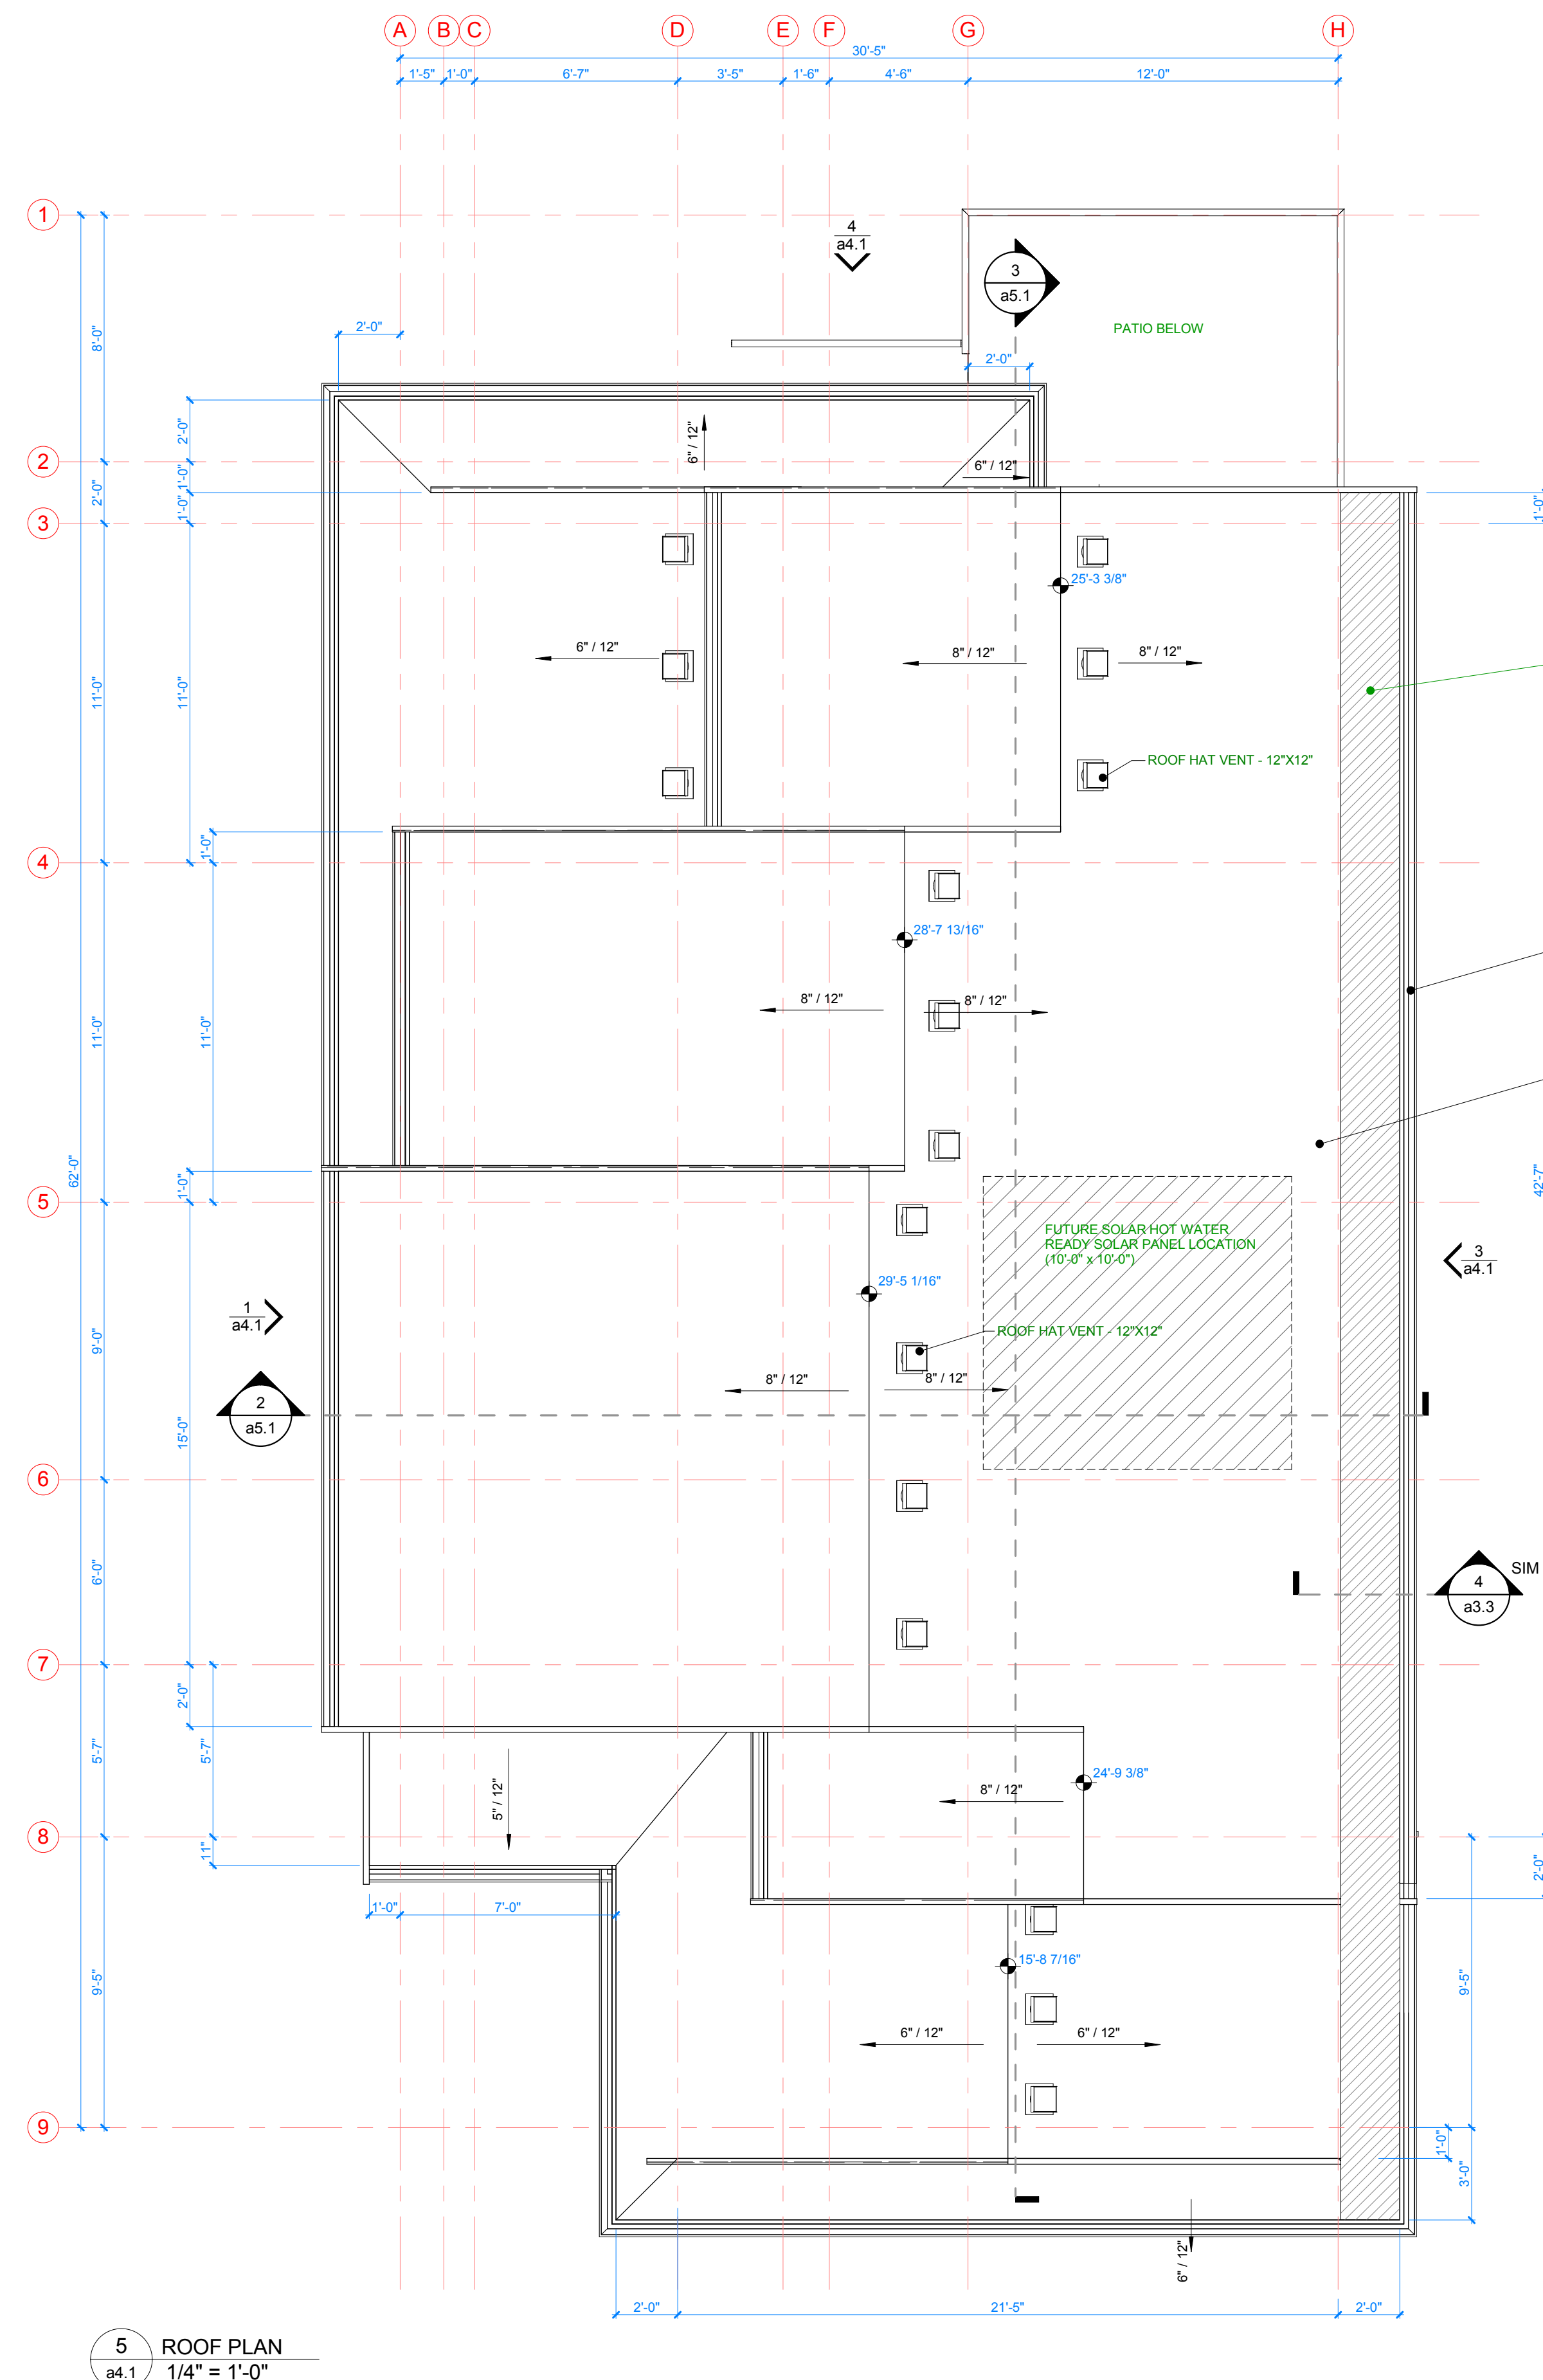 A B C D E F G H
30'-5"
1'-5" 1'-0" 6'-7" 3'-5" 1'-6" 4'-6" 12'-0"
1
4
a4.1
3
a5.1
8'-0"
PATIO BELOW
2'-0"
2'-0"
2'-0"
6" / 12"
2
6" / 12"
2'-0"
1'-0"
1'-0"
1'-0"
3
25'-3 3/8"
6" / 12"
8" / 12"
8" / 12"
11'-0"
11'-0"
ROOF HAT VENT - 12"X12"
1'-0"
4
28'-7 13/16"
8" / 12"
8" / 12"
11'-0"
11'-0"
62'-0"
42'-7"
1'-0"
5
FUTURE SOLAR HOT WATER
READY SOLAR PANEL LOCATION
(10'-0" x 10'-0")
3
a4.1
29'-5 1/16"
1
a4.1
ROOF HAT VENT - 12"X12"
9'-0"
8" / 12"
8" / 12"
2
a5.1
15'-0"
6
6'-0"
SIM
4
a3.3
7
2'-0"
5'-7"
5'-7"
24'-9 3/8"
5" / 12"
8" / 12"
8
11"
2'-0"
1'-0"
7'-0"
15'-8 7/16"
9'-5"
9'-5"
6" / 12"
6" / 12"
9
1'-0"
3'-0"
6" / 12"
2'-0"
21'-5"
2'-0"
5
a4.1
ROOF PLAN
1/4" = 1'-0"